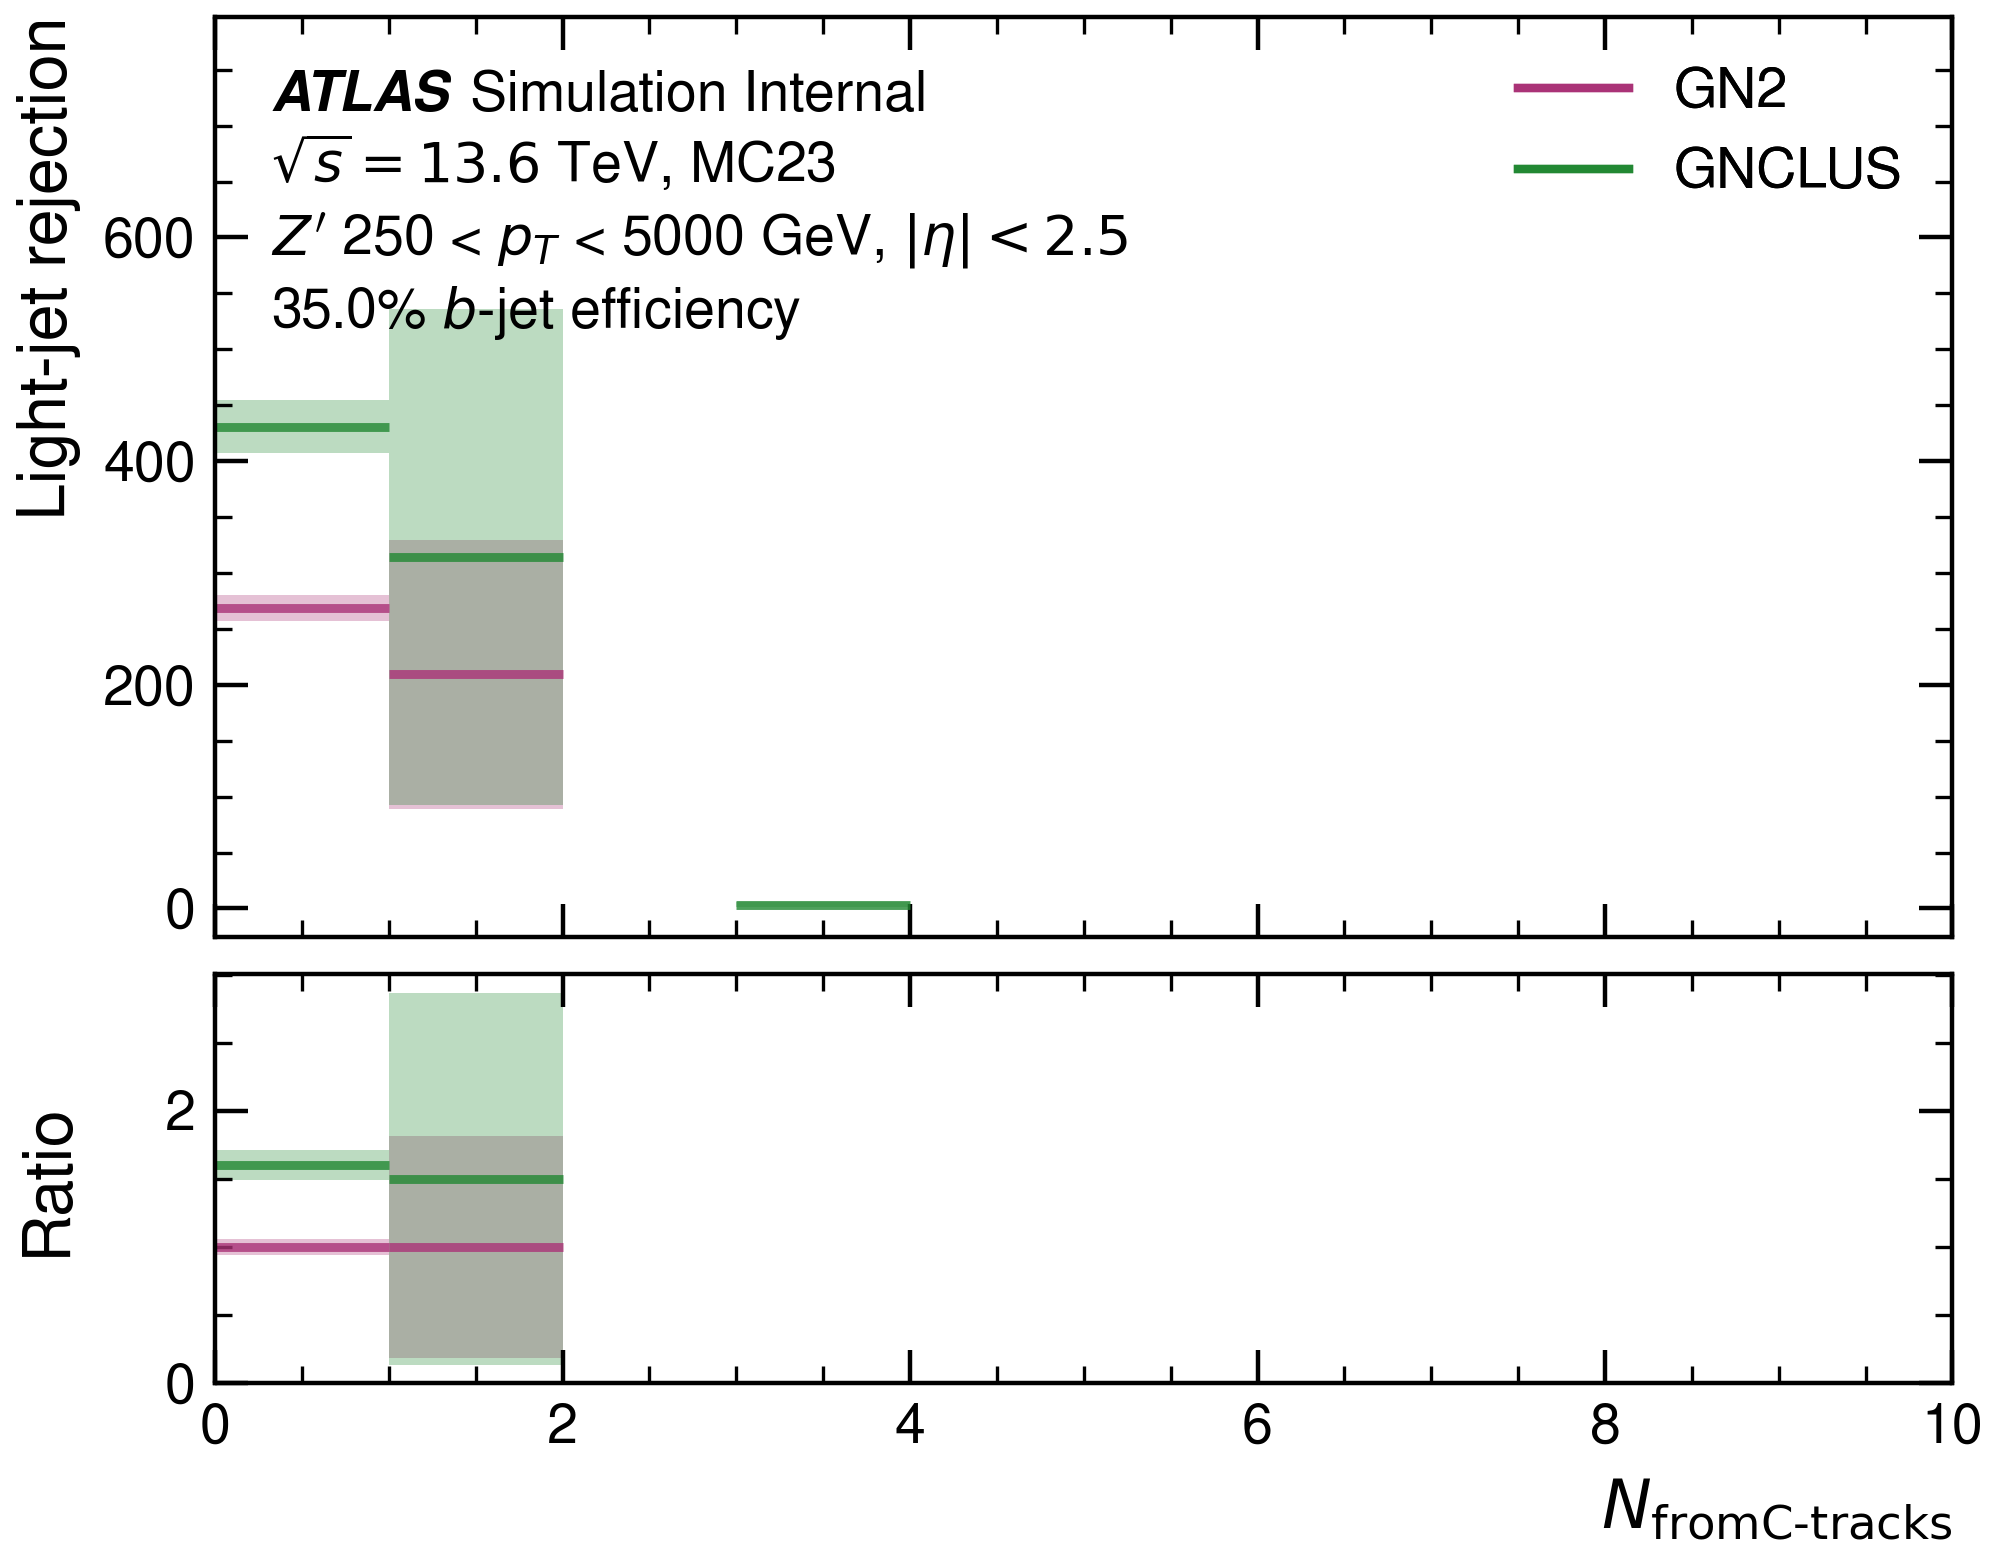 Light-jet rejection
ATLAS Simulation Internal
√s = 13.6 TeV, MC23
Z′ 250 < p_T < 5000 GeV, |η| < 2.5
35.0% b-jet efficiency
GN2
GNCLUS
600
400
200
0
Ratio
2
0
0 2 4 6 8 10
N_fromC-tracks